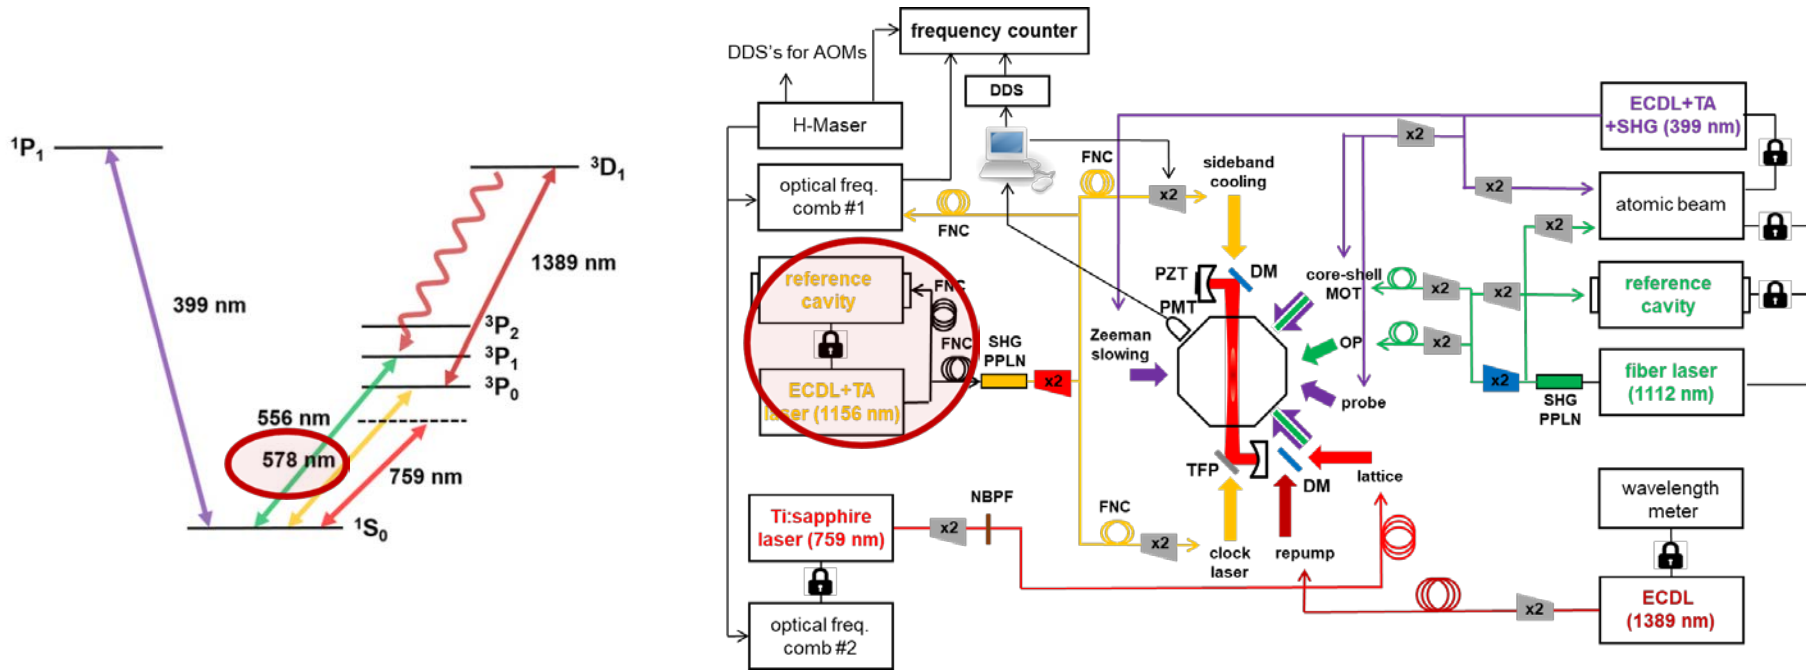 ¹P₁
³D₁
1389 nm
399 nm
³P₂
³P₁
³P₀
556 nm
578 nm
759 nm
¹S₀
frequency counter
DDS's for AOMs
DDS
H-Maser
optical freq.
comb #1
FNC
FNC
x2
sideband
cooling
reference
cavity
FNC
FNC
ECDL+TA
laser (1156 nm)
SHG
PPLN
x2
PZT
DM
PMT
Zeeman
slowing
core-shell
MOT
OP
probe
TFP
DM
lattice
clock
laser
repump
FNC
x2
Ti:sapphire
laser (759 nm)
x2
NBPF
optical freq.
comb #2
ECDL+TA
+SHG (399 nm)
x2
x2
atomic beam
x2
x2
x2
reference
cavity
x2
x2
SHG
PPLN
fiber laser
(1112 nm)
wavelength
meter
x2
ECDL
(1389 nm)